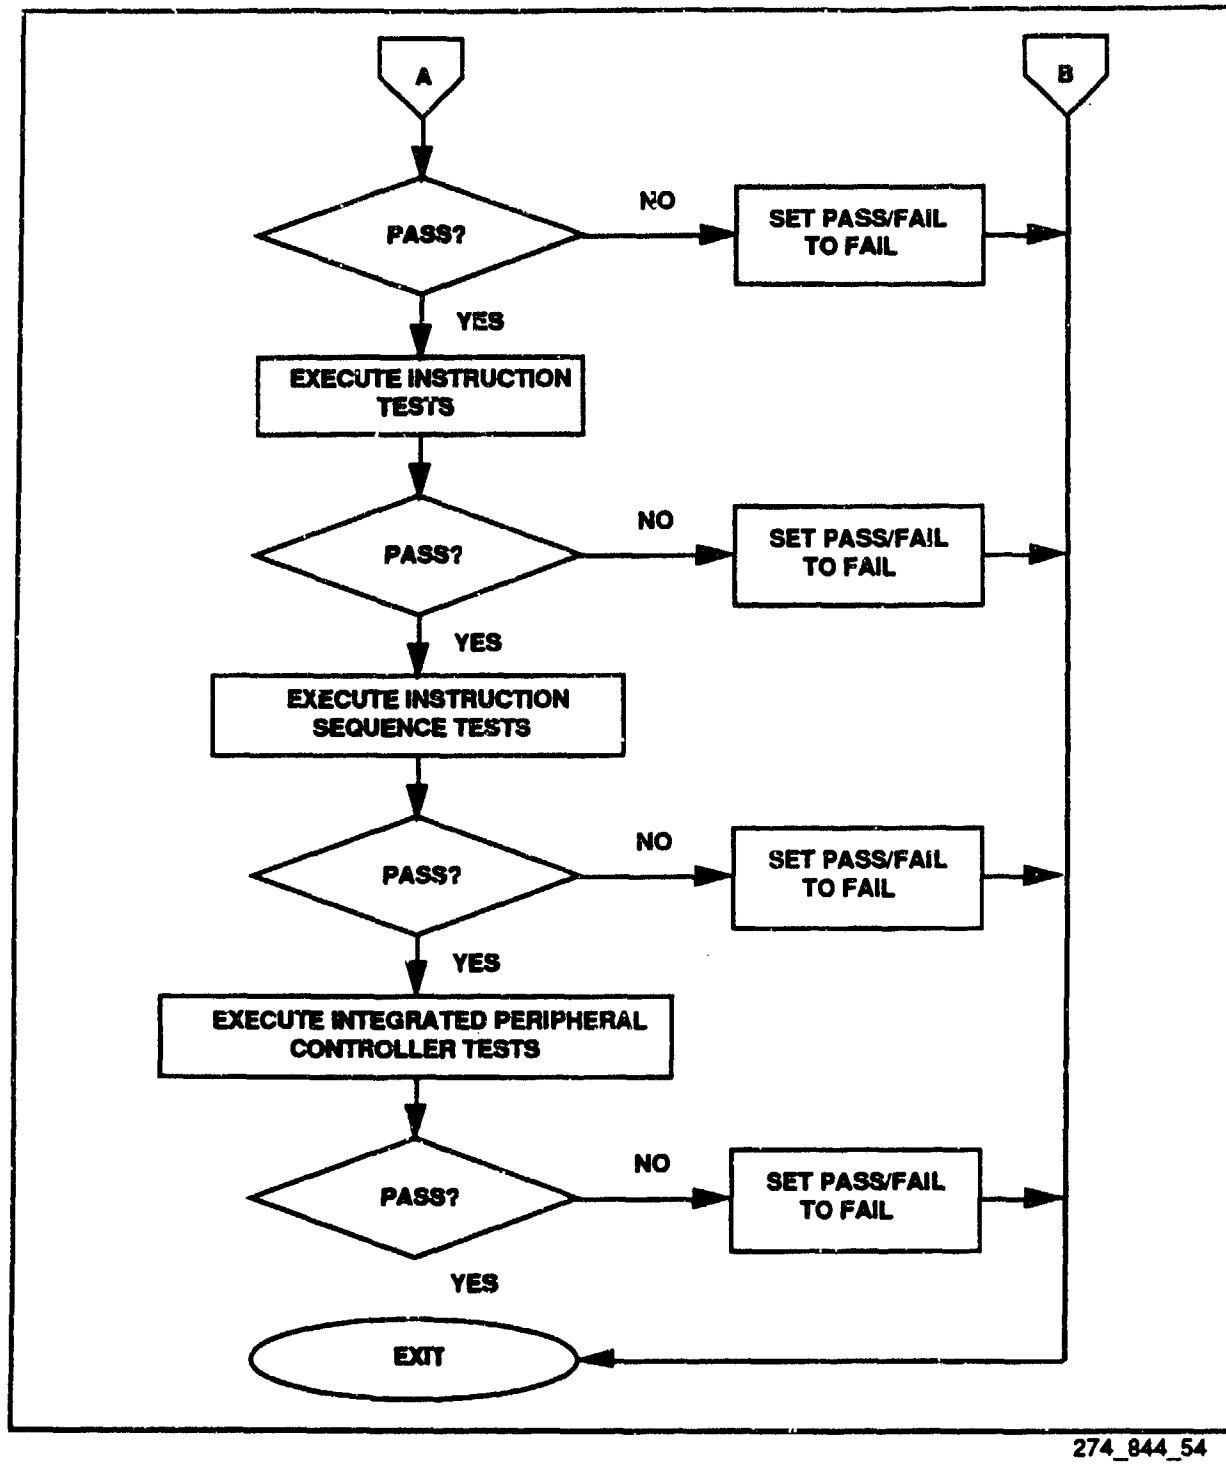 A
B
PASS?
NO
SET PASS/FAIL
TO FAIL
YES
EXECUTE INSTRUCTION
TESTS
PASS?
NO
SET PASS/FAIL
TO FAIL
YES
EXECUTE INSTRUCTION
SEQUENCE TESTS
PASS?
NO
SET PASS/FAIL
TO FAIL
YES
EXECUTE INTEGRATED PERIPHERAL
CONTROLLER TESTS
PASS?
NO
SET PASS/FAIL
TO FAIL
YES
EXIT
274_844_54